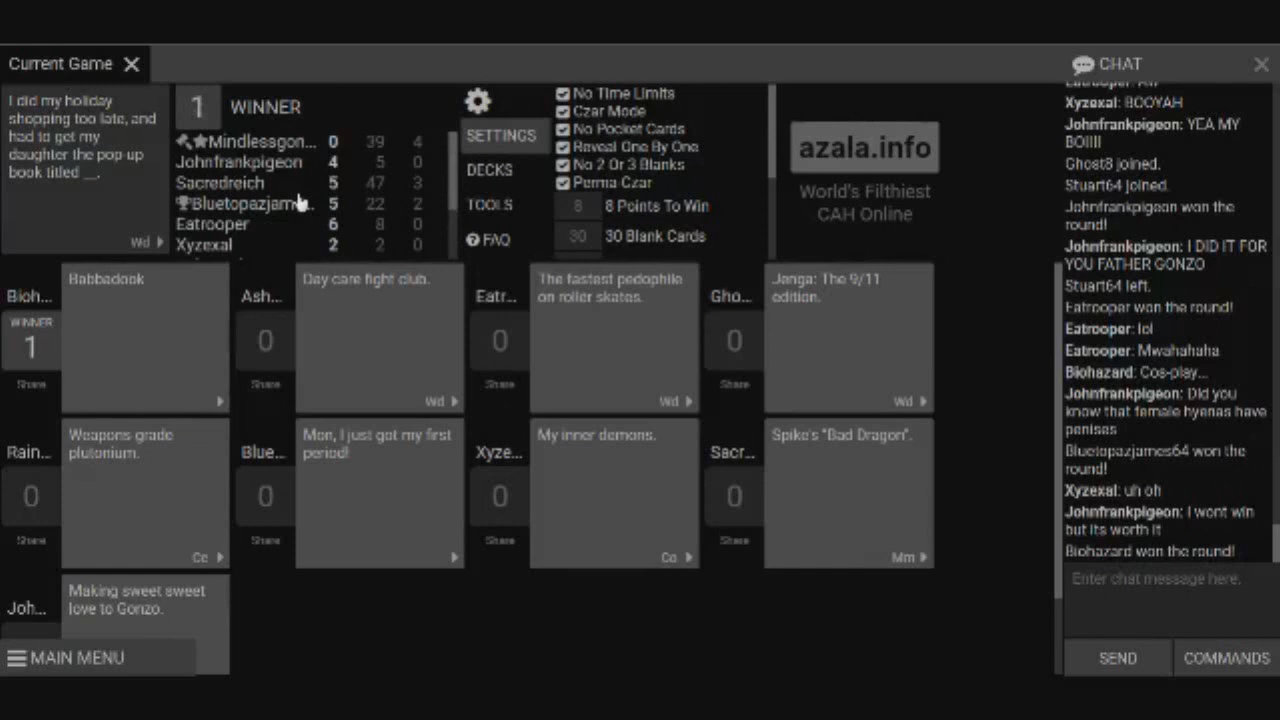 Current Game
CHAT
I did my holiday
shopping too late, and
had to get my
daughter the pop-up
book titled __.
Wd
1 WINNER
Mindlessgon... 0 39 4
Johnfrankpigeon 4 5 0
Sacredreich 5 47 3
Bluetopazjame... 5 22 2
Eatrooper 6 8 0
Xyzexal 2 2 0
SETTINGS
DECKS
TOOLS
FAQ
No Time Limits
Czar Mode
No Pocket Cards
Reveal One By One
No 2 Or 3 Blanks
Perma-Czar
8 8 Points To Win
30 30 Blank Cards
azala.info
World's Filthiest
CAH Online
Bioh...
WINNER
1
Share
Babbadook
Ash...
0
Share
Day care fight club.
Wd
Eatr...
0
Share
The fastest pedophile
on roller skates.
Wd
Gho...
0
Share
Jenga: The 9/11
edition.
Wd
Rain...
0
Share
Weapons grade
plutonium.
Cc
Blue...
0
Share
Mon, I just got my first
period!
Xyze...
0
Share
My inner demons.
Co
Sacr...
0
Share
Spike's "Bad Dragon".
Mm
Joh...
Making sweet sweet
love to Gonzo.
MAIN MENU
Xyzexal: BOOYAH
Johnfrankpigeon: YEA MY
BOIIII
Ghost8 joined.
Stuart64 joined.
Johnfrankpigeon won the
round!
Johnfrankpigeon: I DID IT FOR
YOU FATHER GONZO
Stuart64 left.
Eatrooper won the round!
Eatrooper: lol
Eatrooper: Mwahahaha
Biohazard: Cos-play...
Johnfrankpigeon: Did you
know that female hyenas have
penises
Bluetopazjames64 won the
round!
Xyzexal: uh oh
Johnfrankpigeon: I wont win
but its worth it
Biohazard won the round!
Enter chat message here.
SEND
COMMANDS